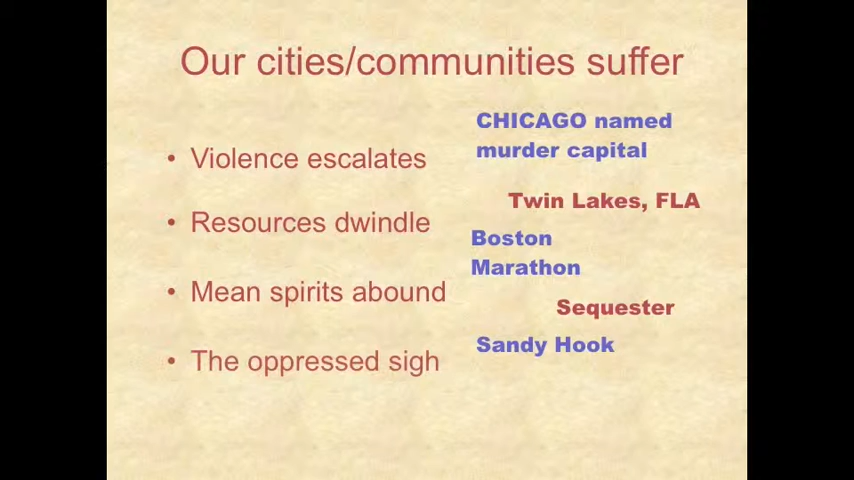 Our cities/communities suffer
• Violence escalates
• Resources dwindle
• Mean spirits abound
• The oppressed sigh
CHICAGO named
murder capital
Twin Lakes, FLA
Boston
Marathon
Sequester
Sandy Hook